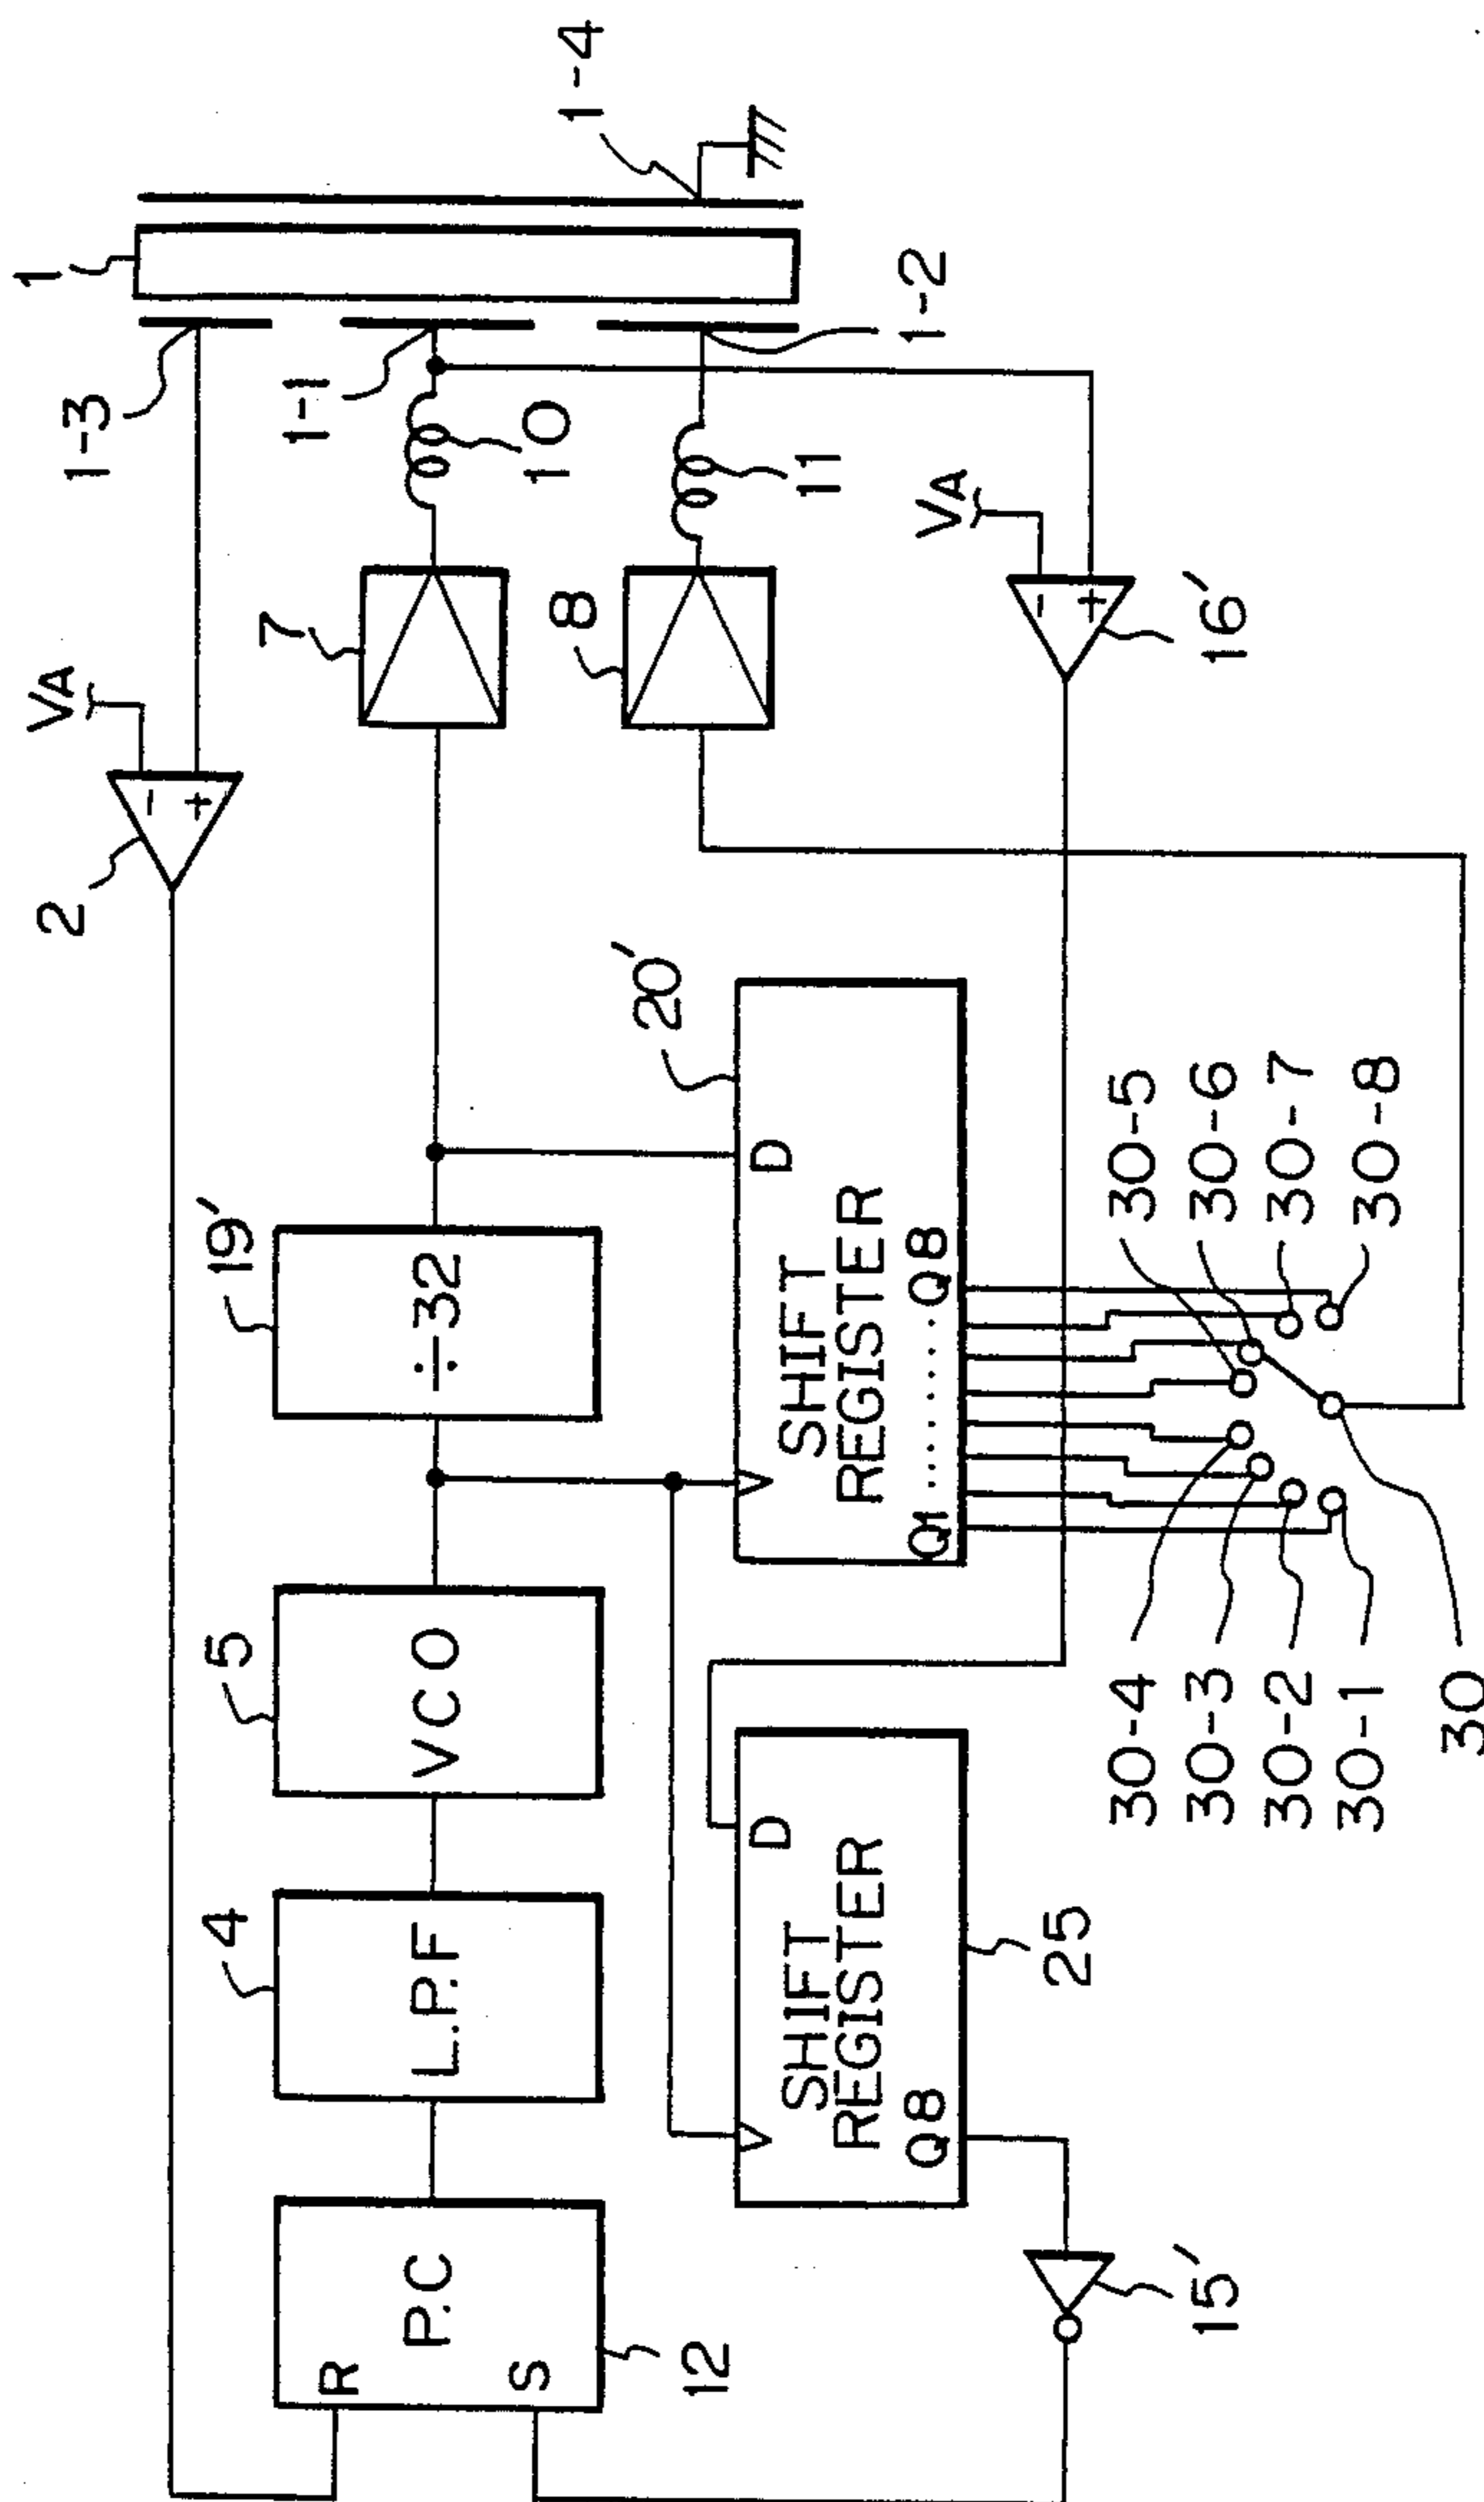 1
1-4
1-3
1-1
1-2
10
11
VA
2
- +
7
8
VA
- +
16′
19′
÷32
20′
D
SHIFT
REGISTER
Q1 ........ Q8
5
VCO
4
L.P.F
P.C
R
S
12
D
SHIFT
REGISTER
Q8
25
15′
30-5
30-6
30-7
30-8
30-4
30-3
30-2
30-1
30